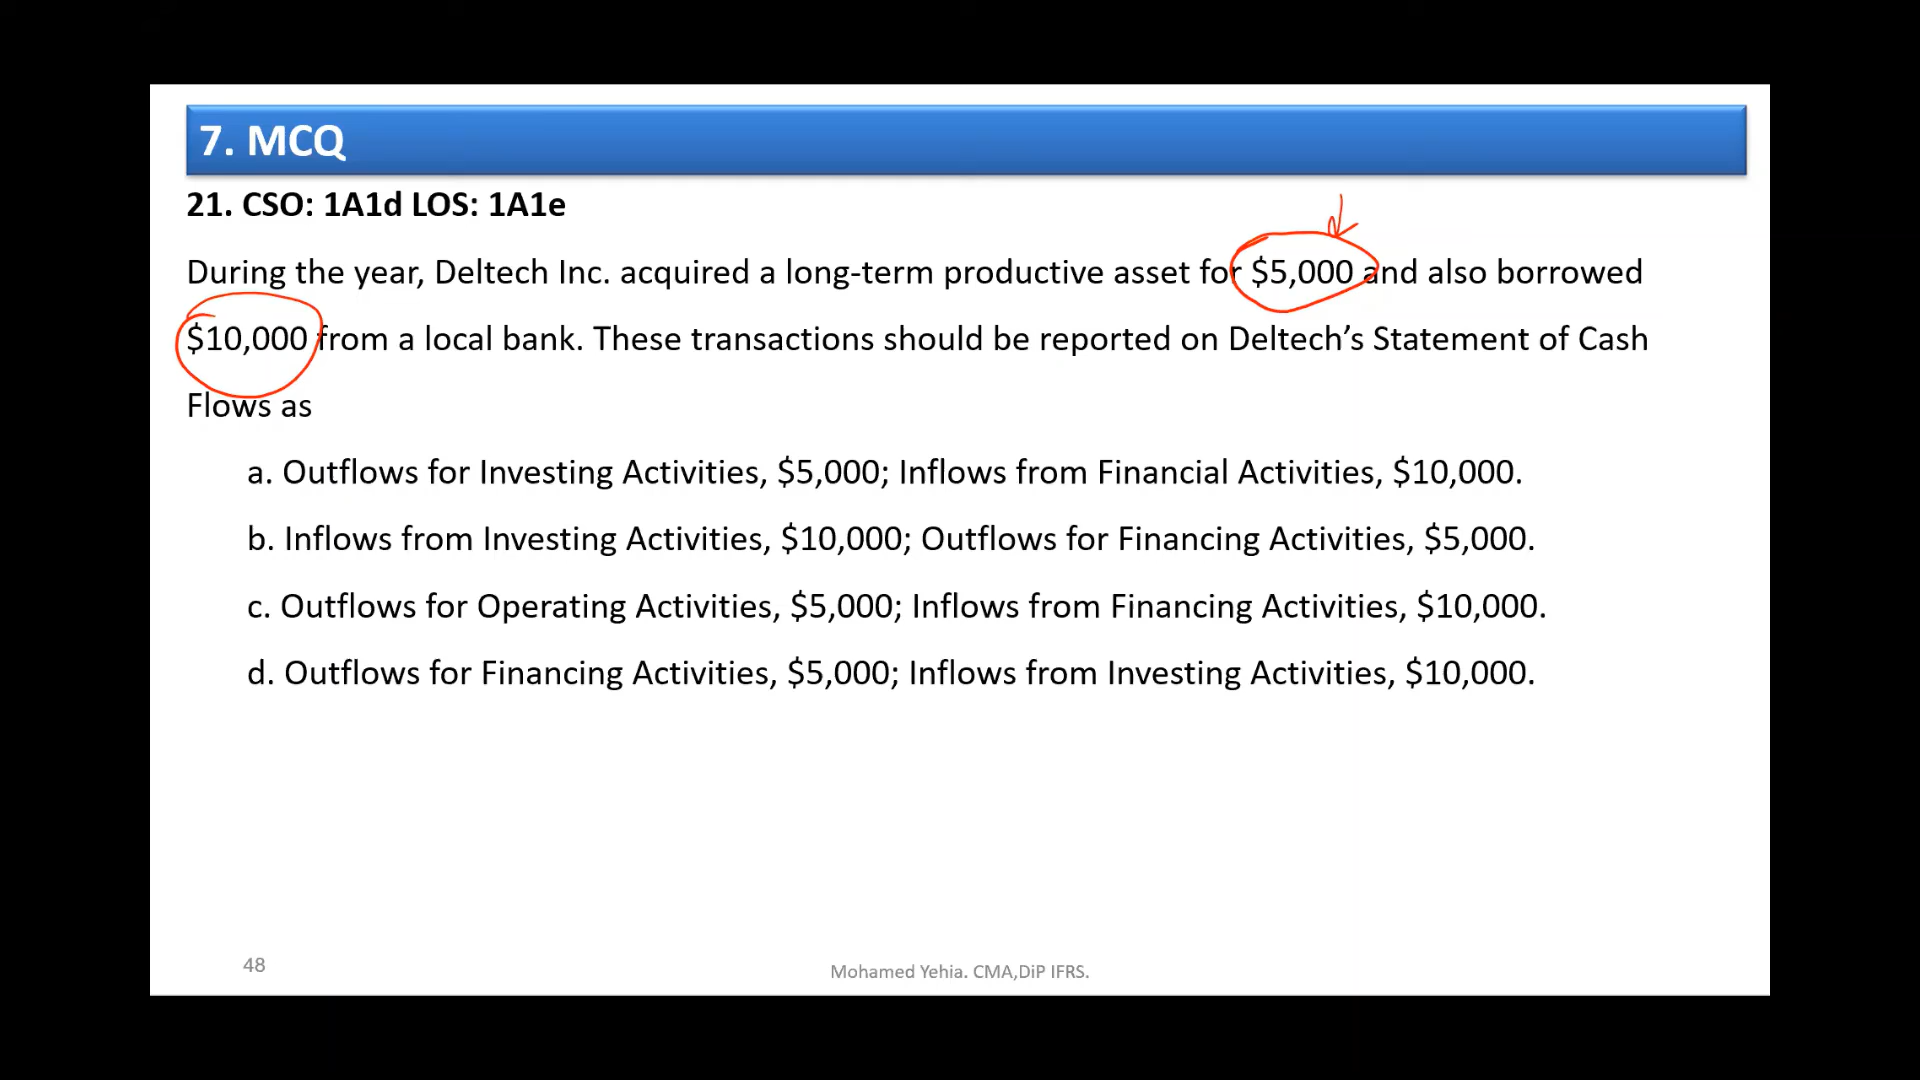 7. MCQ
21. CSO: 1A1d LOS: 1A1e
During the year, Deltech Inc. acquired a long-term productive asset for $5,000 and also borrowed
$10,000 from a local bank. These transactions should be reported on Deltech’s Statement of Cash
Flows as
a. Outflows for Investing Activities, $5,000; Inflows from Financial Activities, $10,000.
b. Inflows from Investing Activities, $10,000; Outflows for Financing Activities, $5,000.
c. Outflows for Operating Activities, $5,000; Inflows from Financing Activities, $10,000.
d. Outflows for Financing Activities, $5,000; Inflows from Investing Activities, $10,000.
48
Mohamed Yehia. CMA,DiP IFRS.